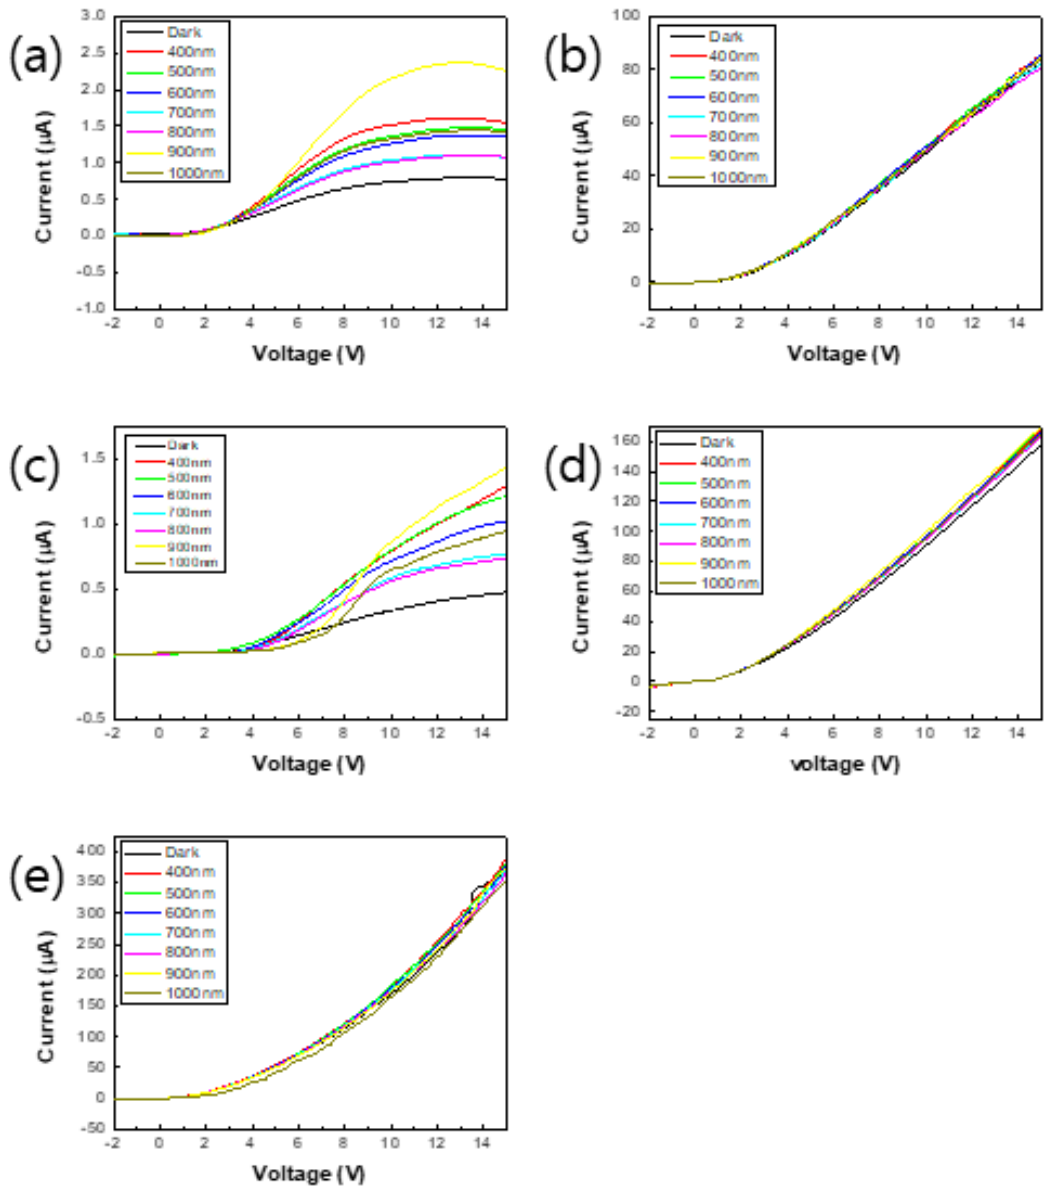 (a)
3.0
2.5
2.0
1.5
1.0
0.5
0.0
-0.5
-1.0
Current (µA)
Dark
400nm
500nm
600nm
700nm
800nm
900nm
1000nm
-2 0 2 4 6 8 10 12 14
Voltage (V)
(b)
100
80
60
40
20
0
Current (µA)
Dark
400nm
500nm
600nm
700nm
800nm
900nm
1000nm
-2 0 2 4 6 8 10 12 14
Voltage (V)
(c)
1.5
1.0
0.5
0.0
-0.5
Current (µA)
Dark
400nm
500nm
600nm
700nm
800nm
900nm
1000nm
-2 0 2 4 6 8 10 12 14
Voltage (V)
(d)
160
140
120
100
80
60
40
20
0
-20
Current (µA)
Dark
400nm
500nm
600nm
700nm
800nm
900nm
1000nm
-2 0 2 4 6 8 10 12 14
voltage (V)
(e)
400
350
300
250
200
150
100
50
0
-50
Current (µA)
Dark
400nm
500nm
600nm
700nm
800nm
900nm
1000nm
-2 0 2 4 6 8 10 12 14
Voltage (V)